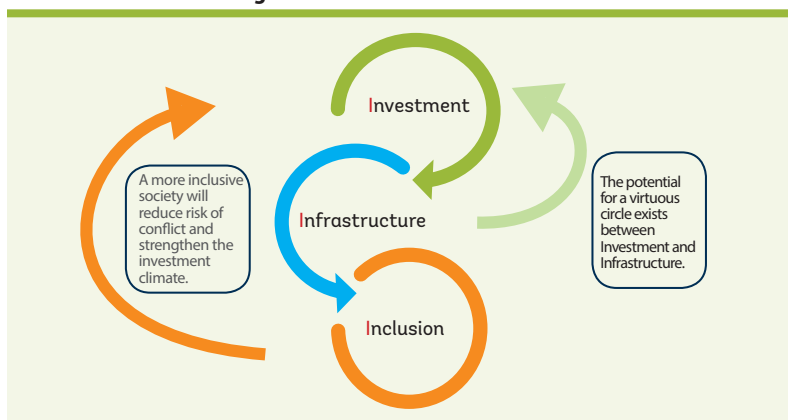 Investment
A more inclusive
society will
reduce risk of
conflict and
strengthen the
investment
climate.
Infrastructure
The potential
for a virtuous
circle exists
between
Investment and
Infrastructure.
Inclusion